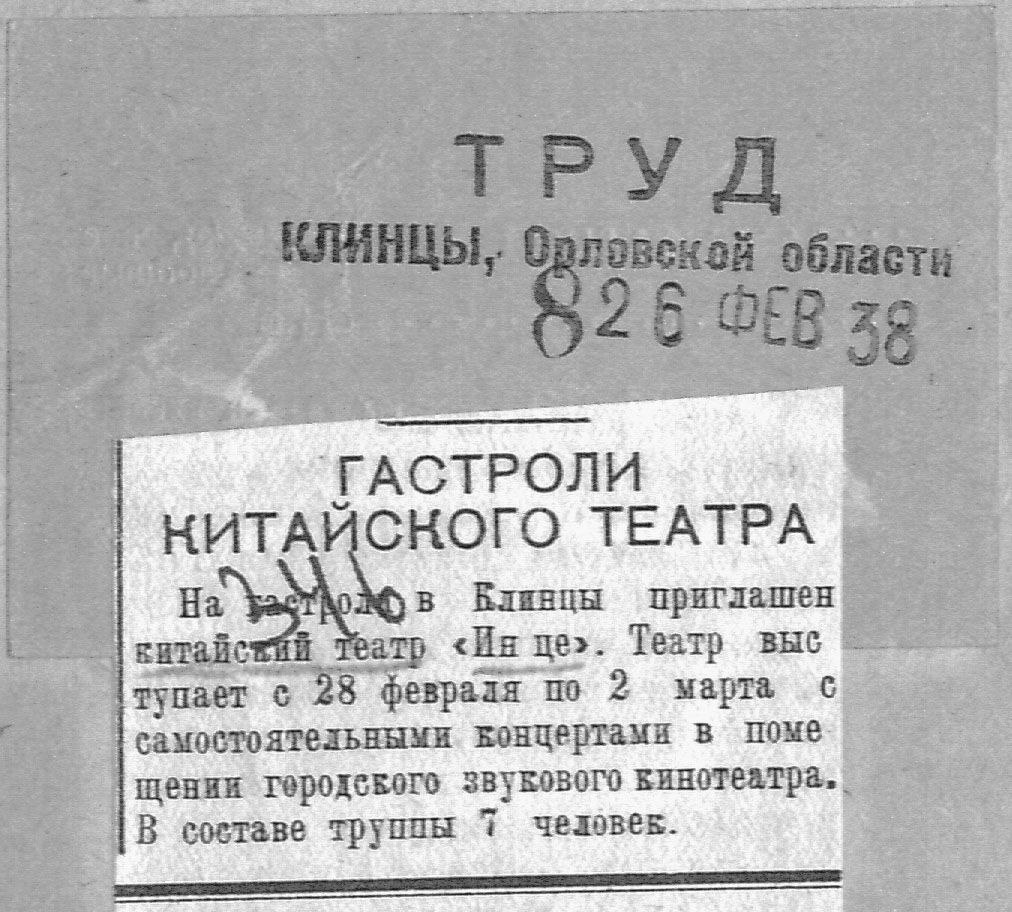 ТРУД
КЛИНЦЫ, Орловской области
8 26 ФЕВ 38
ГАСТРОЛИ
КИТАЙСКОГО ТЕАТРА
На гастроли в Клинцы приглашен
китайский театр «Ин це». Театр выс
тупает с 28 февраля по 2 марта с
самостоятельными концертами в поме
щении городского звукового кинотеатра.
В составе труппы 7 человек.